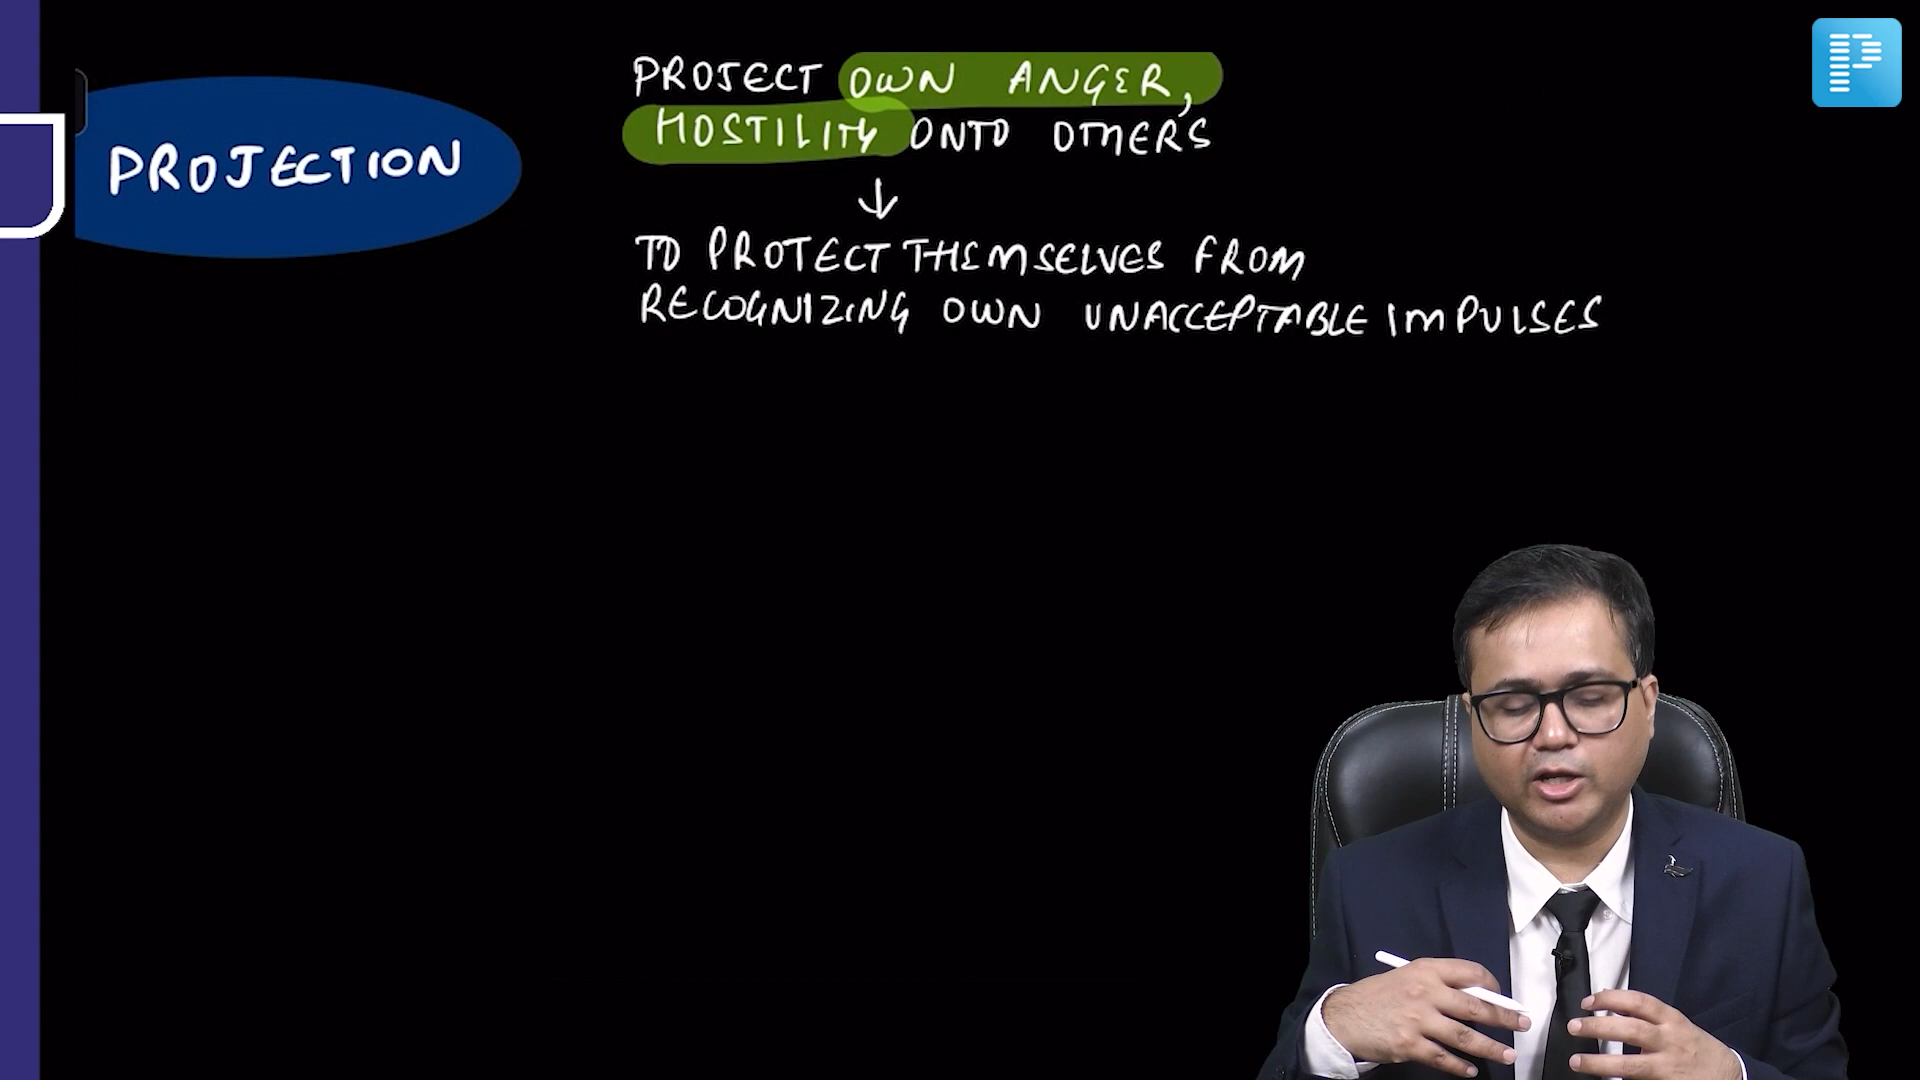 PROJECTION
PROJECT OWN ANGER,
HOSTILITY ONTO OTHERS
↓
TO PROTECT THEMSELVES FROM
RECOGNIZING OWN UNACCEPTABLE IMPULSES